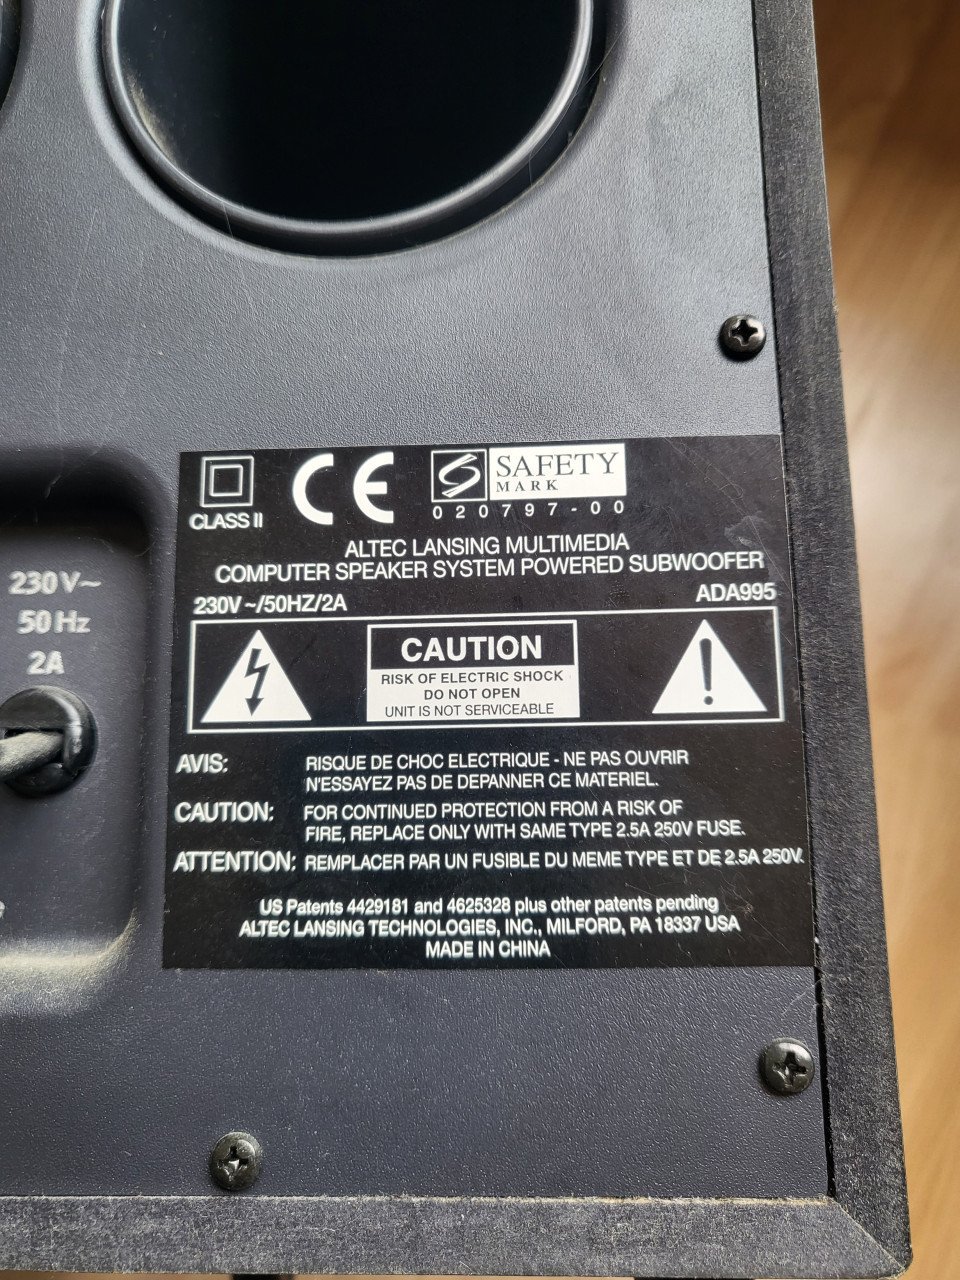 CLASS II
CE
SAFETY
MARK
020797-00
ALTEC LANSING MULTIMEDIA
COMPUTER SPEAKER SYSTEM POWERED SUBWOOFER
230V ~/50HZ/2A
ADA995
CAUTION
RISK OF ELECTRIC SHOCK
DO NOT OPEN
UNIT IS NOT SERVICEABLE
AVIS: RISQUE DE CHOC ELECTRIQUE - NE PAS OUVRIR
N'ESSAYEZ PAS DE DEPANNER CE MATERIEL.
CAUTION: FOR CONTINUED PROTECTION FROM A RISK OF
FIRE, REPLACE ONLY WITH SAME TYPE 2.5A 250V FUSE.
ATTENTION: REMPLACER PAR UN FUSIBLE DU MEME TYPE ET DE 2.5A 250V.
US Patents 4429181 and 4625328 plus other patents pending
ALTEC LANSING TECHNOLOGIES, INC., MILFORD, PA 18337 USA
MADE IN CHINA
230V~
50Hz
2A